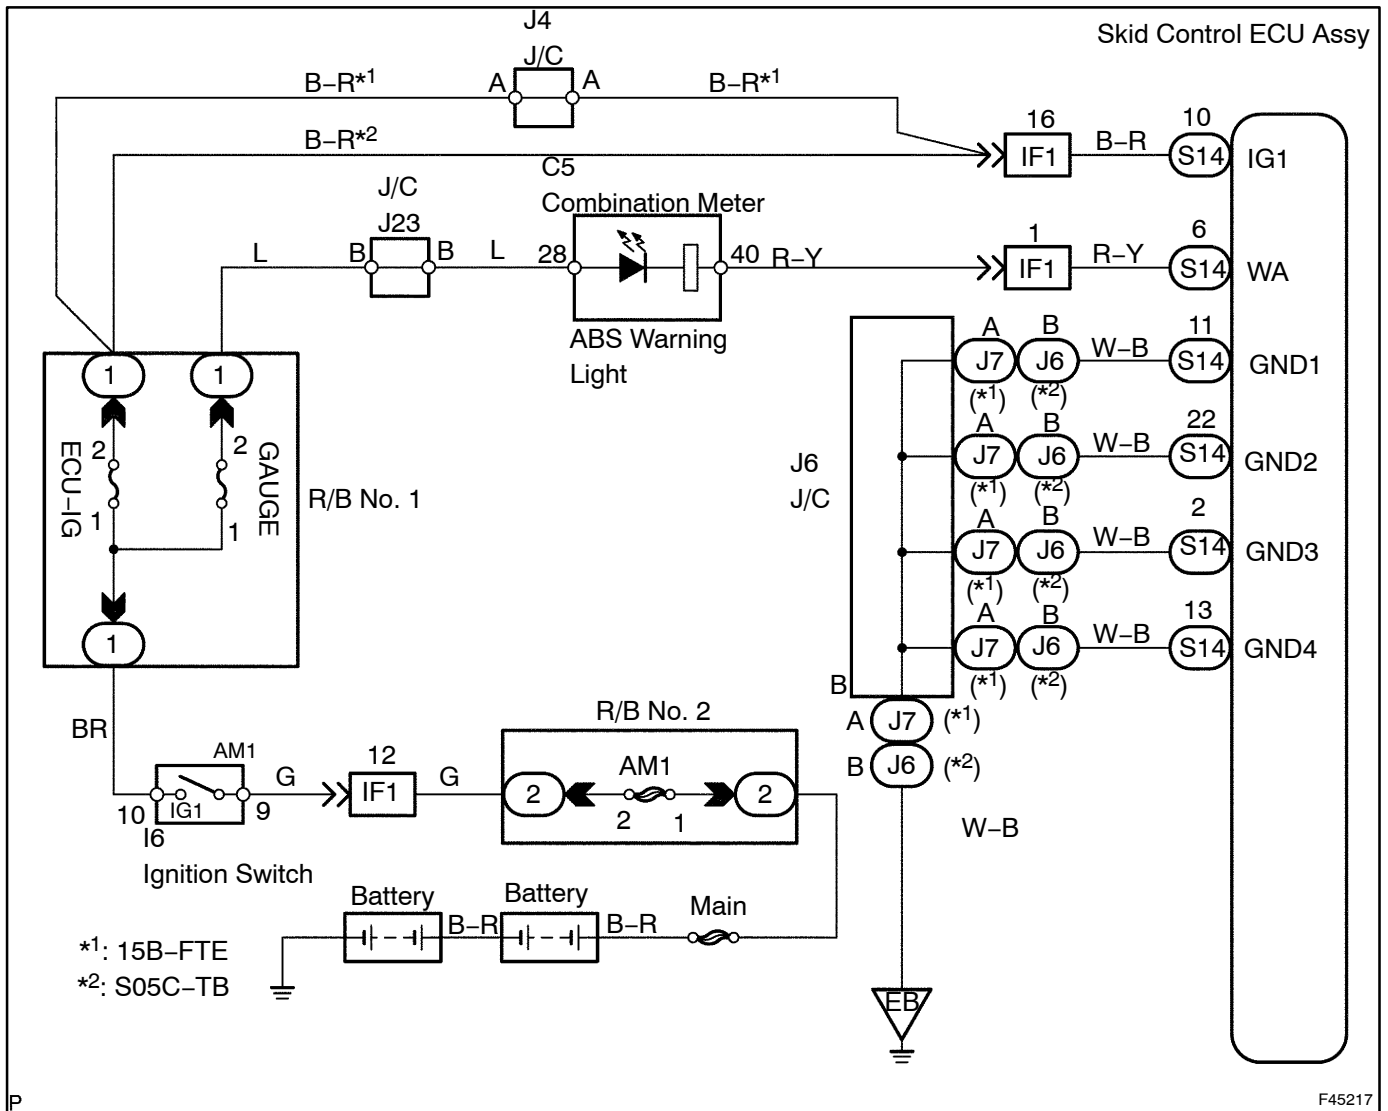 J4
J/C
Skid Control ECU Assy
B−R*1
A
A
B−R*1
B−R*2
16
IF1
B−R
10
S14
IG1
J/C
J23
C5
Combination Meter
L
B
B
L
28
40
R−Y
1
IF1
R−Y
6
S14
WA
ABS Warning
Light
A
B
J7
J6
W−B
11
S14
GND1
(*1)
(*2)
A
B
J7
J6
W−B
22
S14
GND2
(*1)
(*2)
A
B
J7
J6
W−B
2
S14
GND3
(*1)
(*2)
A
B
J7
J6
W−B
13
S14
GND4
(*1)
(*2)
J6
J/C
B
A
J7
(*1)
B
J6
(*2)
W−B
EB
1
1
2
2
ECU−IG
GAUGE
1
1
R/B No. 1
1
BR
AM1
IG1
10
9
I6
Ignition Switch
G
12
IF1
G
R/B No. 2
AM1
2
2
1
2
Battery
Battery
Main
B−R
B−R
*1: 15B−FTE
*2: S05C−TB
P
F45217